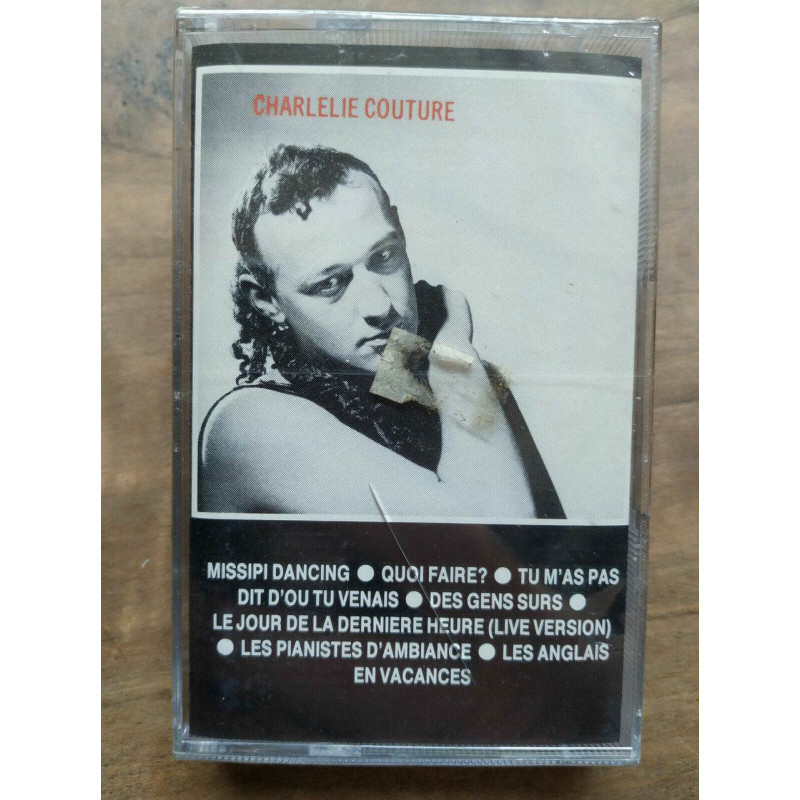 CHARLELIE COUTURE
MISSIPI DANCING ● QUOI FAIRE? ● TU M'AS PAS
DIT D'OU TU VENAIS ● DES GENS SURS ●
LE JOUR DE LA DERNIERE HEURE (LIVE VERSION)
● LES PIANISTES D'AMBIANCE ● LES ANGLAIS
EN VACANCES